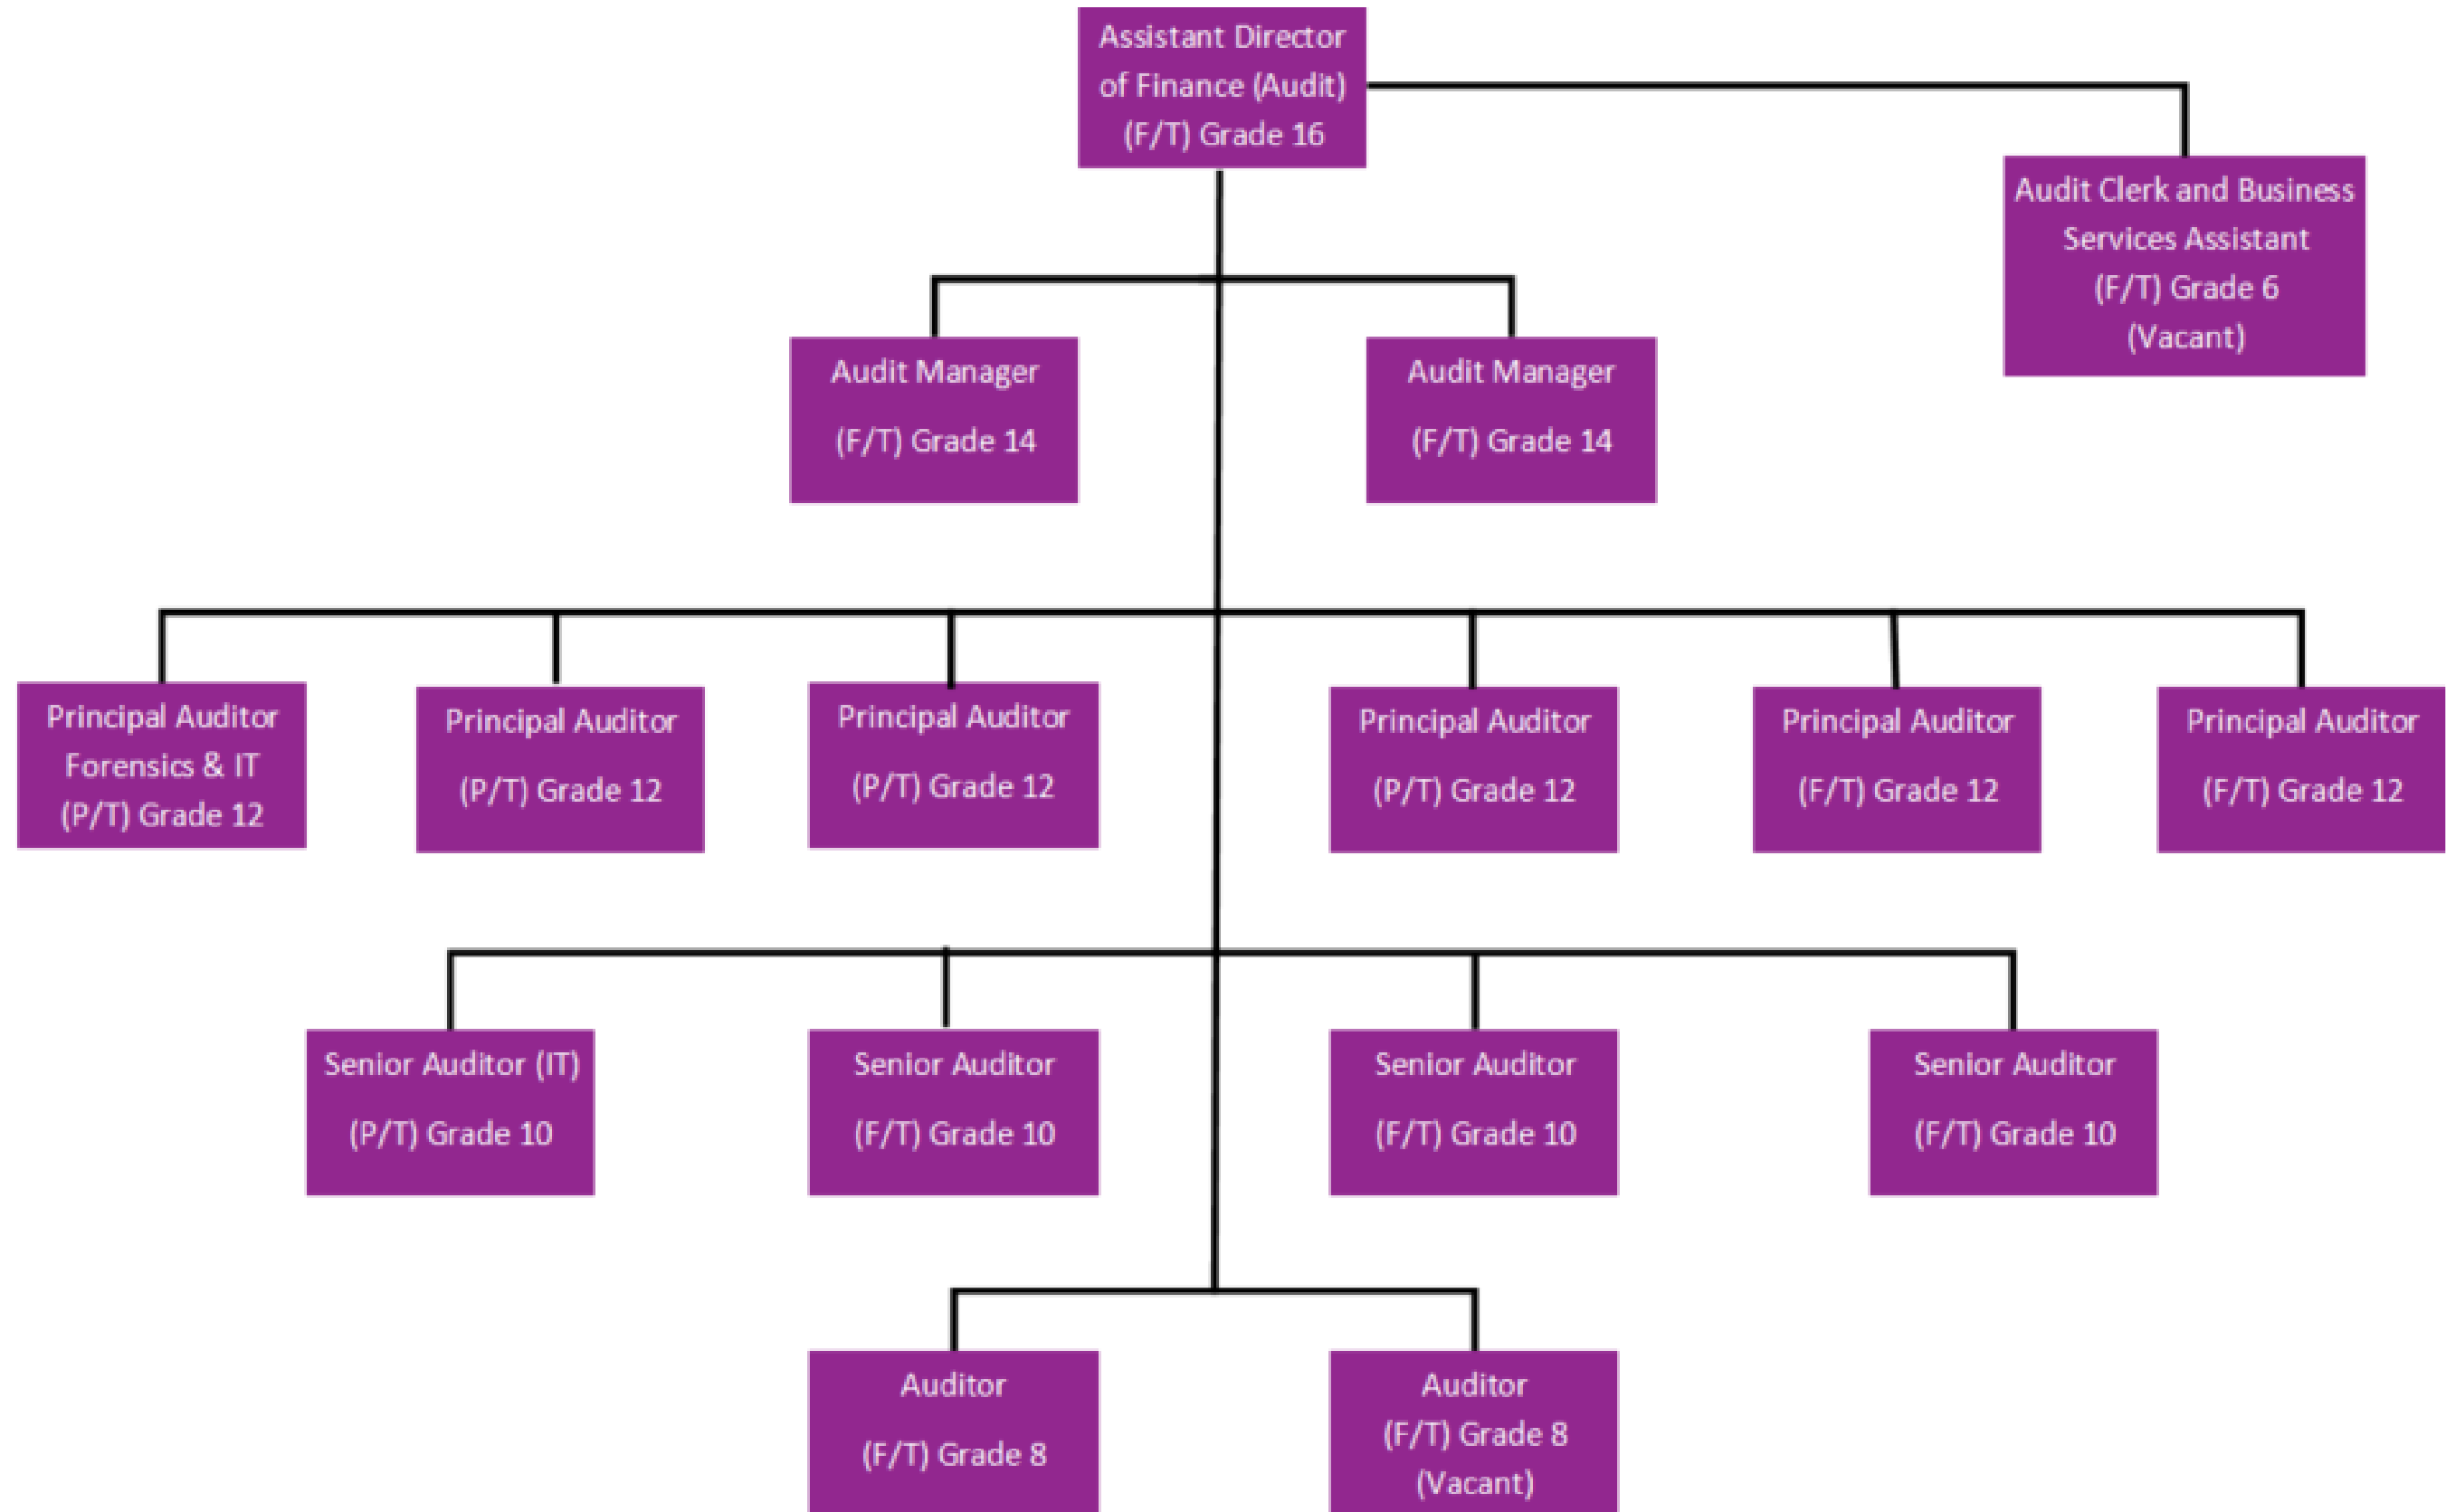 Assistant Director
of Finance (Audit)
(F/T) Grade 16
Audit Clerk and Business
Services Assistant
(F/T) Grade 6
(Vacant)
Audit Manager
(F/T) Grade 14
Audit Manager
(F/T) Grade 14
Principal Auditor
Forensics & IT
(P/T) Grade 12
Principal Auditor
(P/T) Grade 12
Principal Auditor
(P/T) Grade 12
Principal Auditor
(P/T) Grade 12
Principal Auditor
(F/T) Grade 12
Principal Auditor
(F/T) Grade 12
Senior Auditor (IT)
(P/T) Grade 10
Senior Auditor
(F/T) Grade 10
Senior Auditor
(F/T) Grade 10
Senior Auditor
(F/T) Grade 10
Auditor
(F/T) Grade 8
Auditor
(F/T) Grade 8
(Vacant)